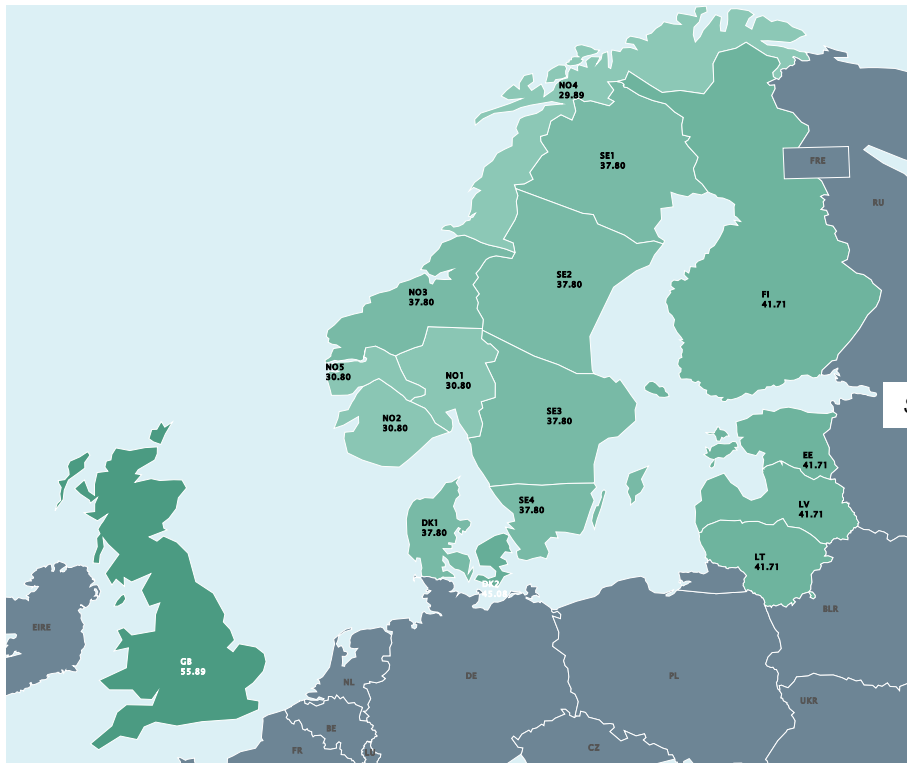 NO4
29.89
SE1
37.80
FRE
RU
SE2
37.80
NO3
37.80
FI
41.71
NO5
30.80
NO1
30.80
NO2
30.80
SE3
37.80
EE
41.71
SE4
37.80
LV
41.71
DK1
37.80
LT
41.71
BLR
EIRE
GB
55.89
NL
DE
PL
UKR
BE
FR
CZ